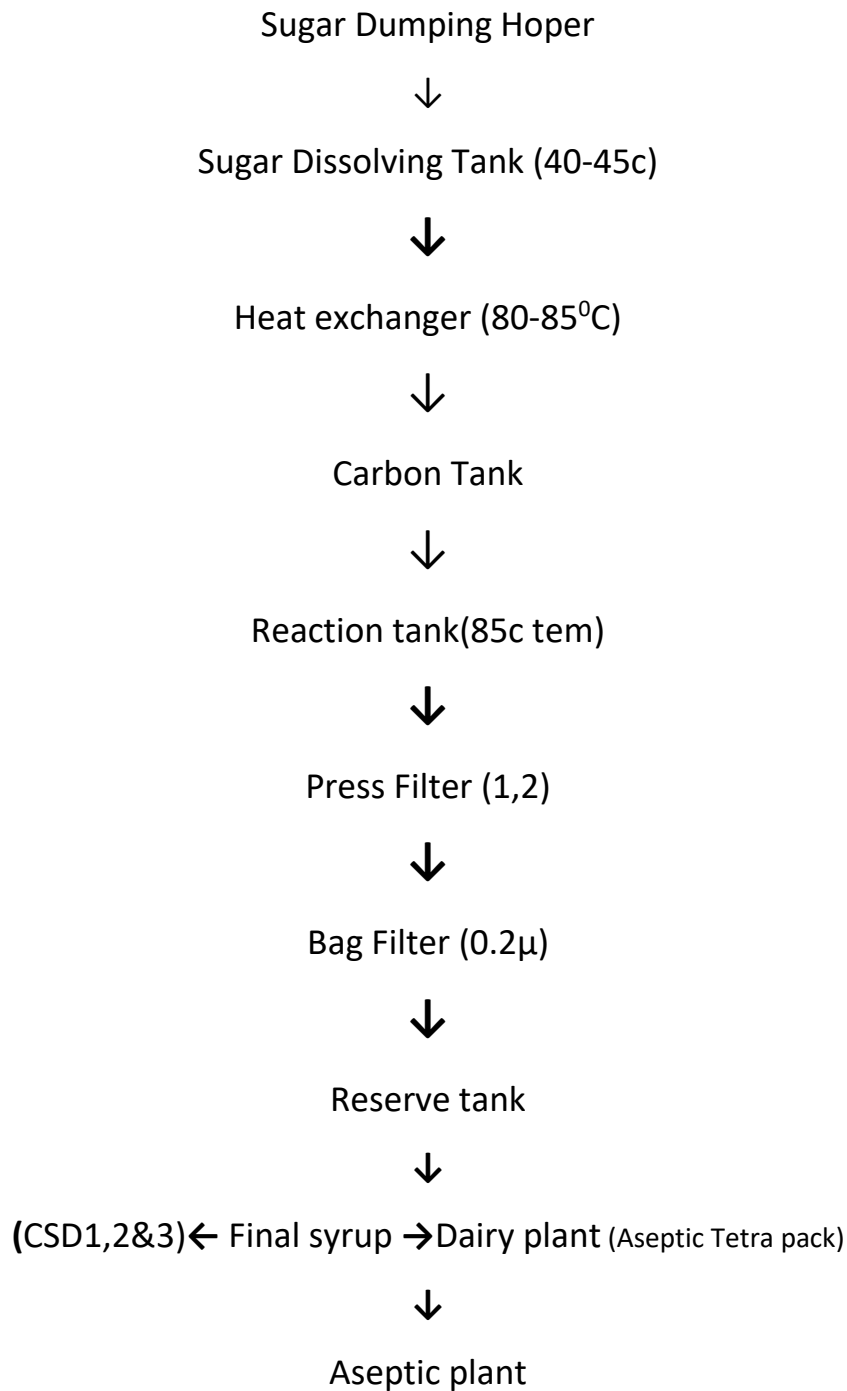 Sugar Dumping Hoper
↓
Sugar Dissolving Tank (40-45c)
↓
Heat exchanger (80-85⁰C)
↓
Carbon Tank
↓
Reaction tank(85c tem)
↓
Press Filter (1,2)
↓
Bag Filter (0.2µ)
↓
Reserve tank
↓
(CSD1,2&3)← Final syrup →Dairy plant (Aseptic Tetra pack)
↓
Aseptic plant